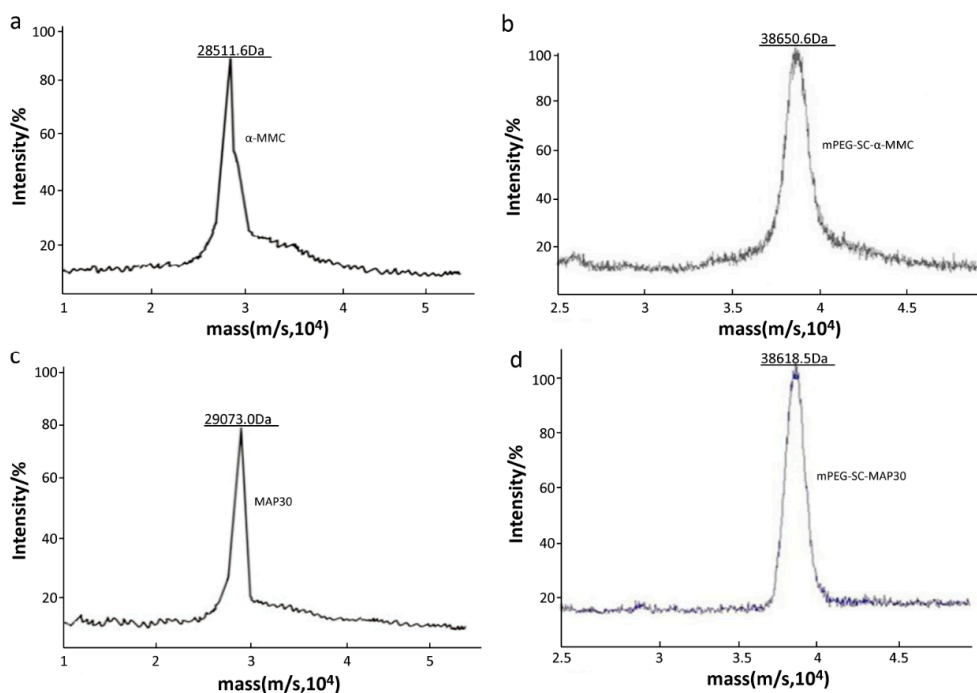 a
28511.6Da
α-MMC
Intensity/%
100
80
60
40
20
1 2 3 4 5
mass(m/s,10⁴)
b
38650.6Da
mPEG-SC-α-MMC
Intensity/%
100
80
60
40
20
2.5 3 3.5 4 4.5
mass(m/s,10⁴)
c
29073.0Da
MAP30
Intensity/%
100
80
60
40
20
1 2 3 4 5
mass(m/s,10⁴)
d
38618.5Da
mPEG-SC-MAP30
Intensity/%
100
80
60
40
20
2.5 3 3.5 4 4.5
mass(m/s,10⁴)